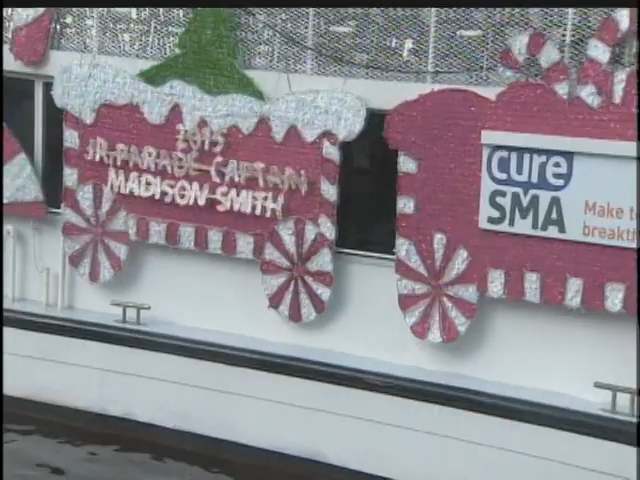 2015
JR. PARADE CAPTAIN
MADISON SMITH
cure
SMA
Make t
breakt